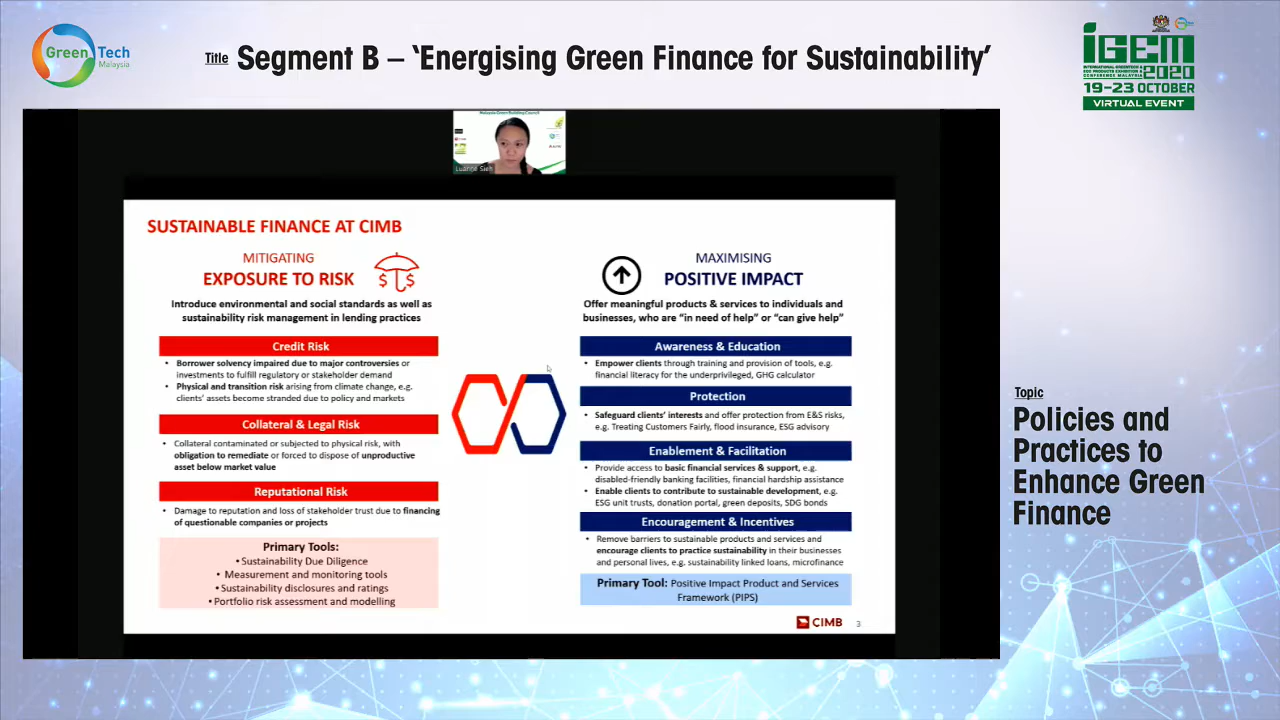 Green Tech
Malaysia
Title Segment B – ‘Energising Green Finance for Sustainability’
iGEM
INTERNATIONAL GREENTECH &
ECO PRODUCTS EXHIBITION &
CONFERENCE MALAYSIA 2020
19-23 OCTOBER
VIRTUAL EVENT
Malaysia Green Building Council
Luanne Sieh
SUSTAINABLE FINANCE AT CIMB
MITIGATING
EXPOSURE TO RISK
$ $
Introduce environmental and social standards as well as
sustainability risk management in lending practices
Credit Risk
• Borrower solvency impaired due to major controversies or
investments to fulfill regulatory or stakeholder demand
• Physical and transition risk arising from climate change, e.g.
clients’ assets become stranded due to policy and markets
Collateral & Legal Risk
• Collateral contaminated or subjected to physical risk, with
obligation to remediate or forced to dispose of unproductive
asset below market value
Reputational Risk
• Damage to reputation and loss of stakeholder trust due to financing
of questionable companies or projects
Primary Tools:
• Sustainability Due Diligence
• Measurement and monitoring tools
• Sustainability disclosures and ratings
• Portfolio risk assessment and modelling
MAXIMISING
POSITIVE IMPACT
Offer meaningful products & services to individuals and
businesses, who are “in need of help” or “can give help”
Awareness & Education
• Empower clients through training and provision of tools, e.g.
financial literacy for the underprivileged, GHG calculator
Protection
• Safeguard clients’ interests and offer protection from E&S risks,
e.g. Treating Customers Fairly, flood insurance, ESG advisory
Enablement & Facilitation
• Provide access to basic financial services & support, e.g.
disabled-friendly banking facilities, financial hardship assistance
• Enable clients to contribute to sustainable development, e.g.
ESG unit trusts, donation portal, green deposits, SDG bonds
Encouragement & Incentives
• Remove barriers to sustainable products and services and
encourage clients to practice sustainability in their businesses
and personal lives, e.g. sustainability linked loans, microfinance
Primary Tool: Positive Impact Product and Services
Framework (PIPS)
CIMB
3
Topic
Policies and
Practices to
Enhance Green
Finance